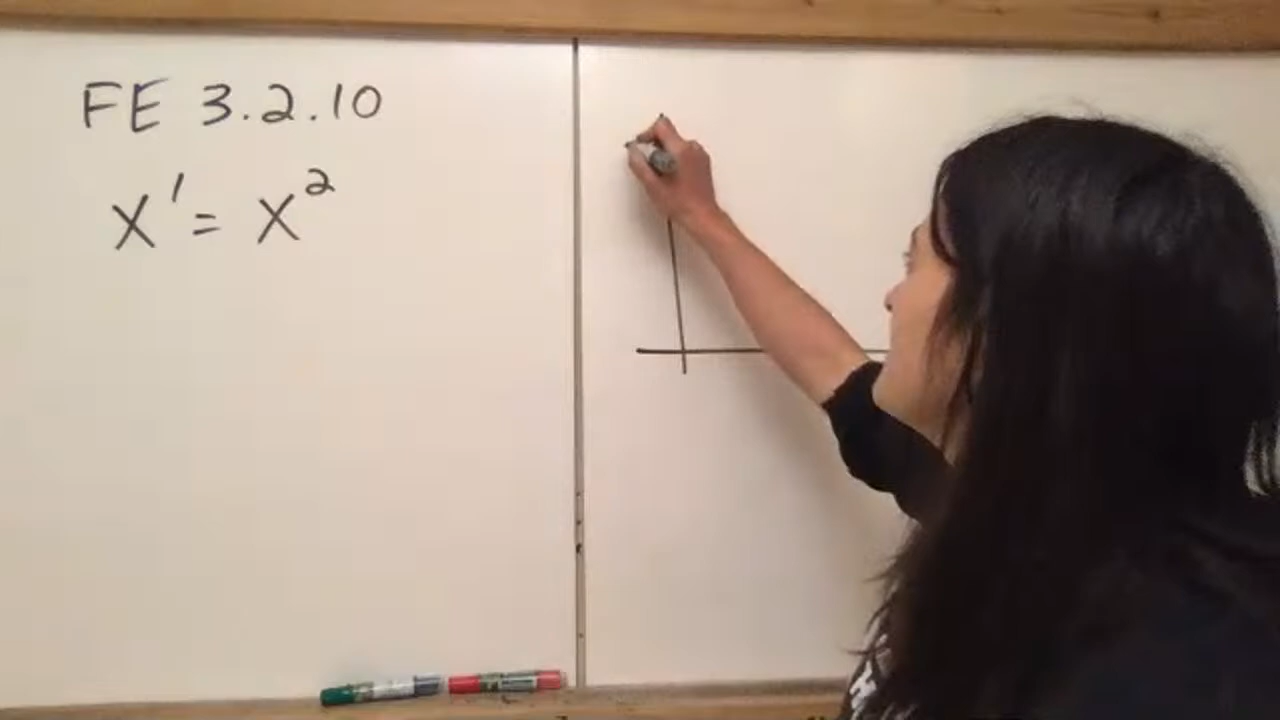 FE 3.2.10
x' = x²